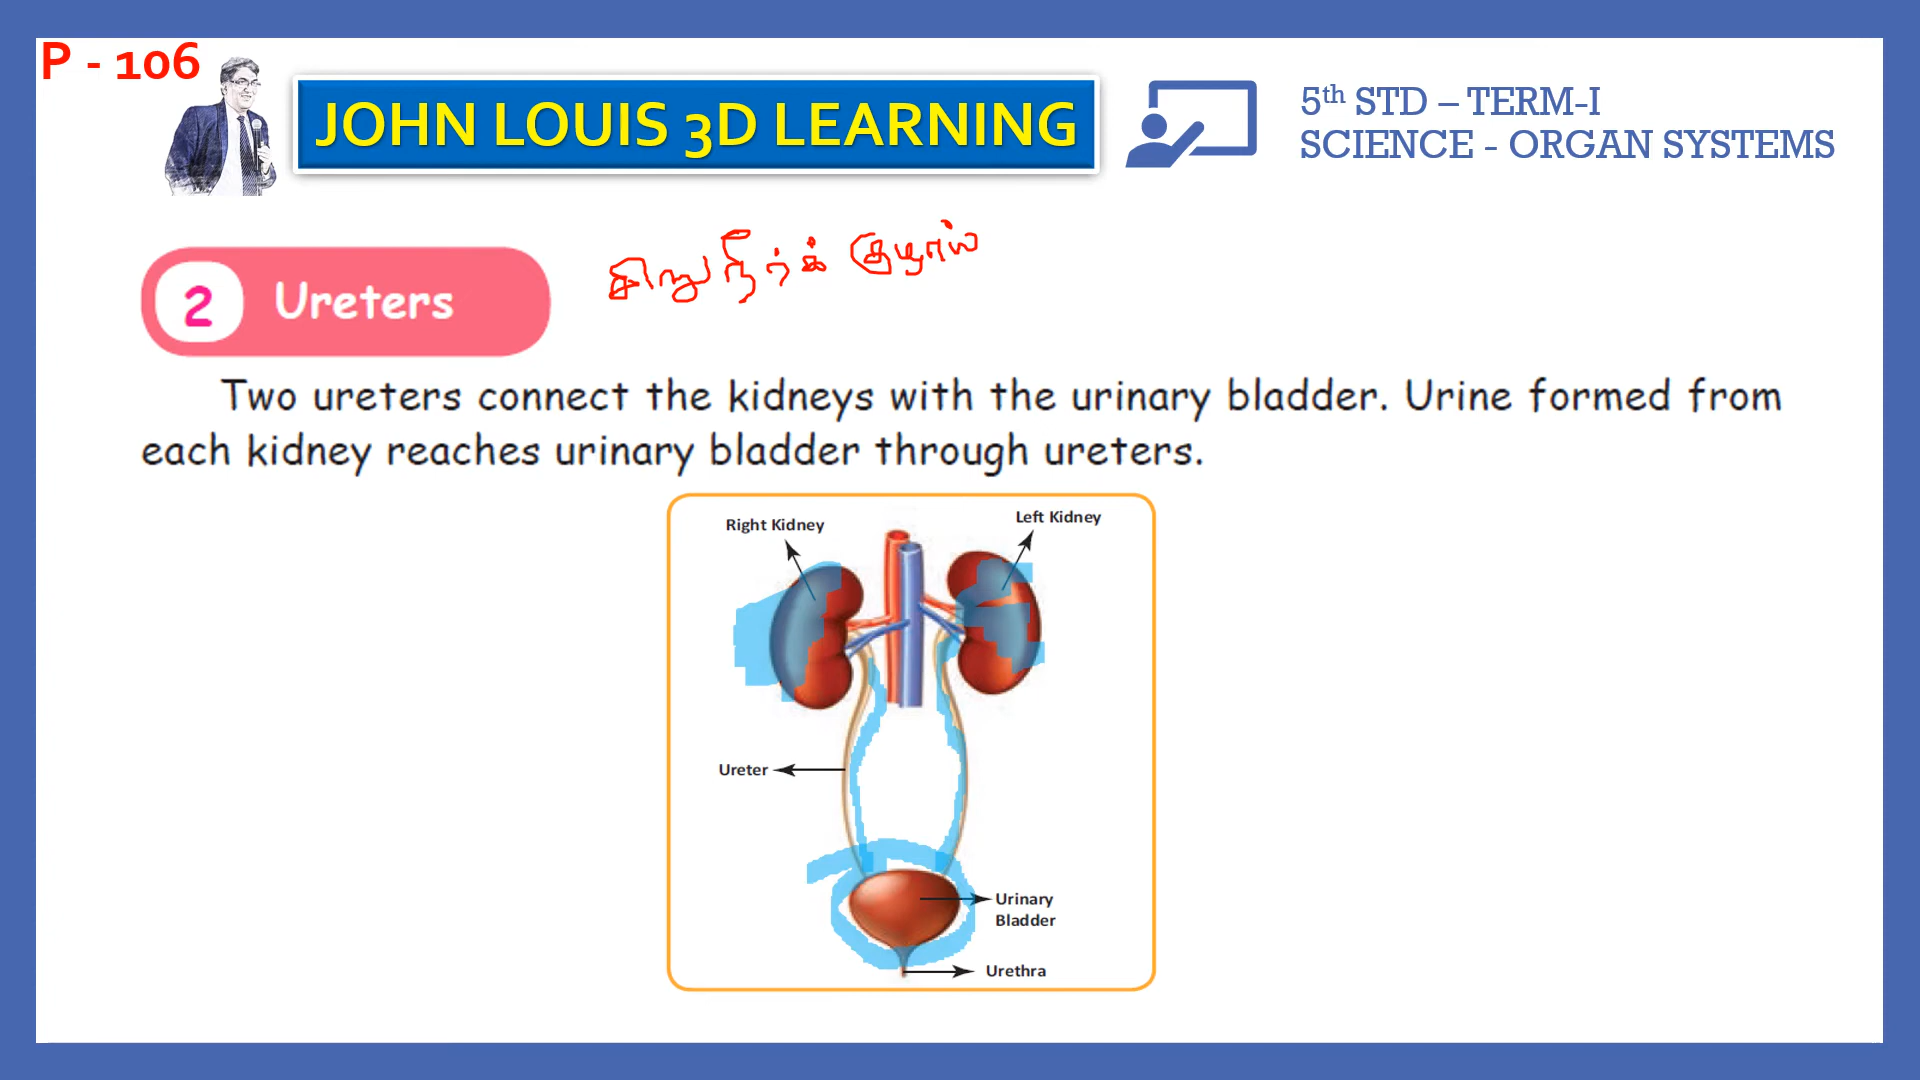 P - 106
JOHN LOUIS 3D LEARNING
5th STD – TERM-I
SCIENCE - ORGAN SYSTEMS
சிறுநீர்க் குழாய்
2 Ureters
Two ureters connect the kidneys with the urinary bladder. Urine formed from
each kidney reaches urinary bladder through ureters.
Right Kidney
Left Kidney
Ureter
Urinary
Bladder
Urethra